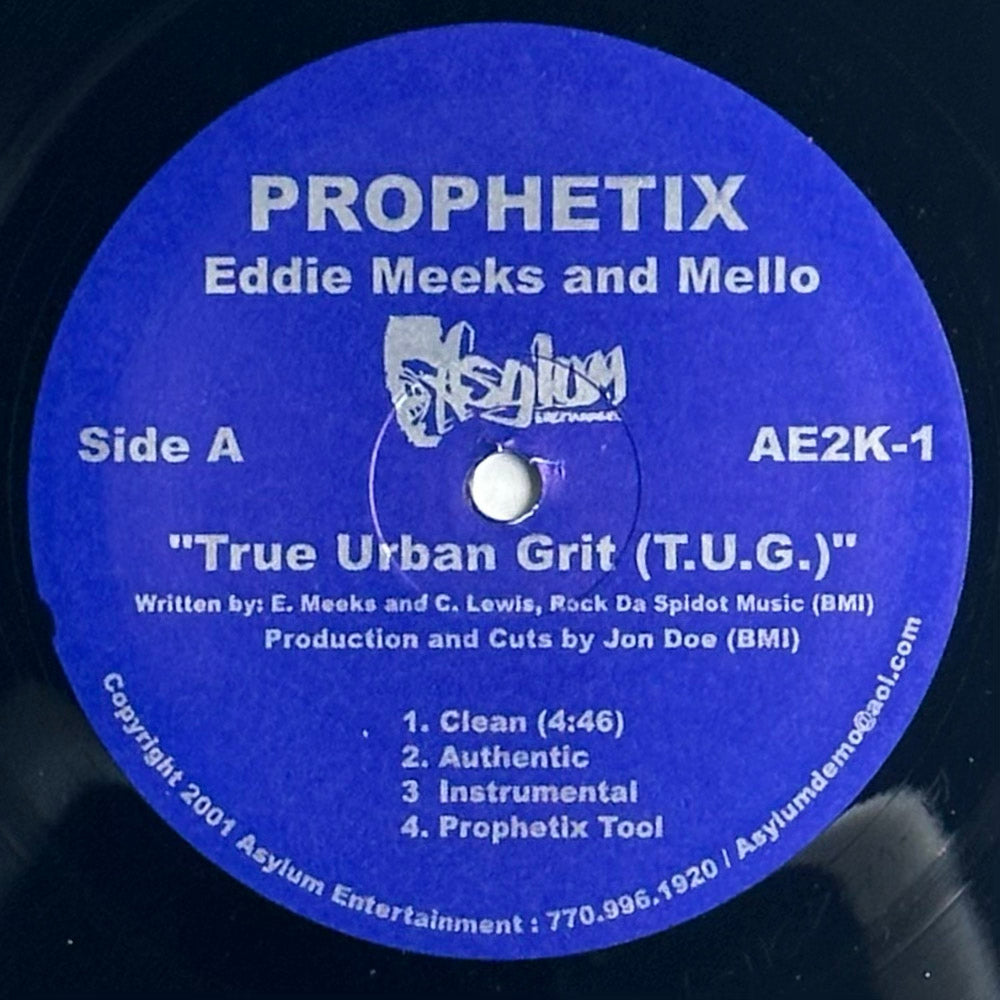 PROPHETIX
Eddie Meeks and Mello
Asylum
Side A
AE2K-1
"True Urban Grit (T.U.G.)"
Written by: E. Meeks and C. Lewis, Rock Da Spidot Music (BMI)
Production and Cuts by Jon Doe (BMI)
1. Clean (4:46)
2. Authentic
3 Instrumental
4. Prophetix Tool
Copyright 2001 Asylum Entertainment : 770.996.1920 / Asylumdemo@aol.com